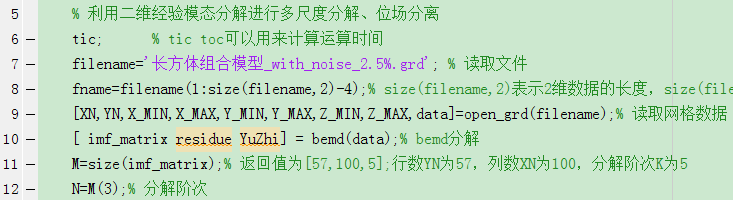 5 % 利用二维经验模态分解进行多尺度分解、位场分离
6 — tic; % tic toc可以用来计算运算时间
7 — filename='长方体组合模型_with_noise_2.5%.grd'; % 读取文件
8 — fname=filename(1:size(filename,2)-4);% size(filename,2)表示2维数据的长度，size(file
9 — [XN,YN,X_MIN,X_MAX,Y_MIN,Y_MAX,Z_MIN,Z_MAX,data]=open_grd(filename);% 读取网格数据
10 — [ imf_matrix residue YuZhi] = bemd(data);% bemd分解
11 — M=size(imf_matrix);% 返回值为[57,100,5];行数YN为57，列数XN为100，分解阶次K为5
12 — N=M(3);% 分解阶次